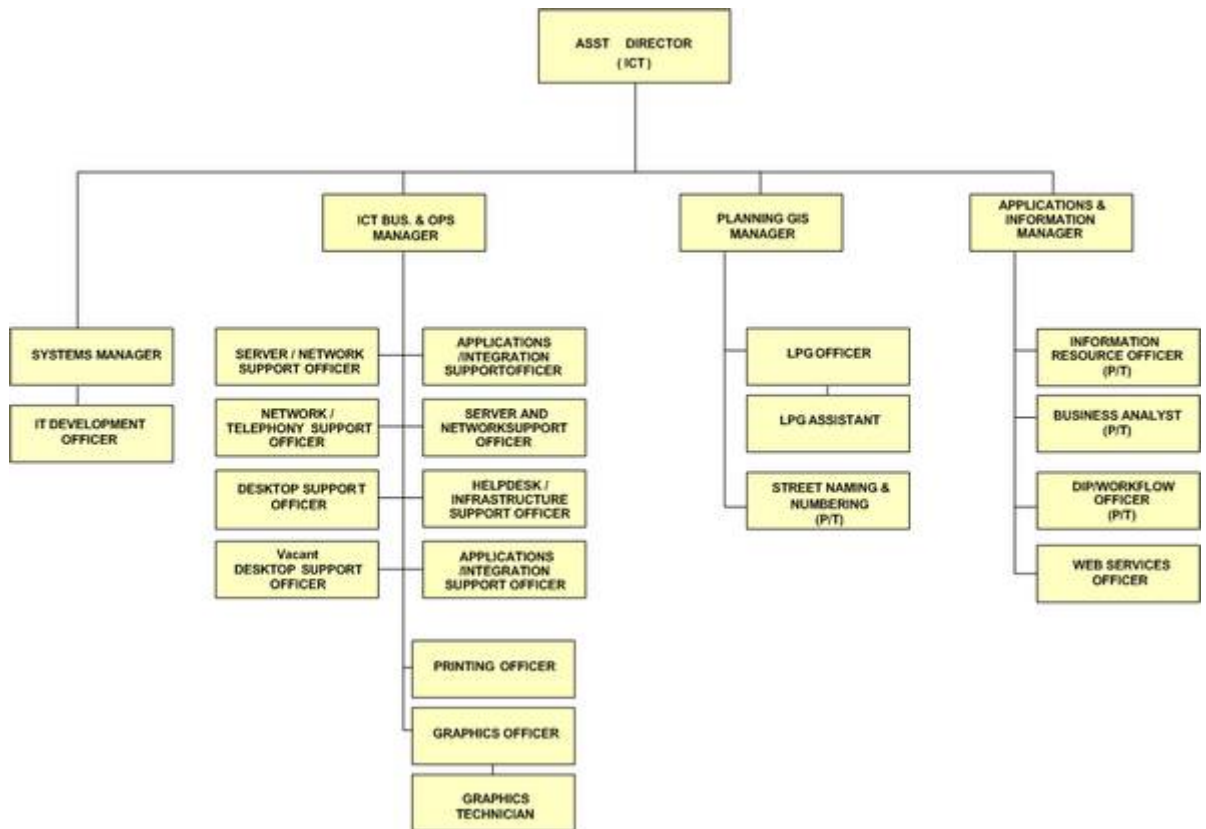 ASST DIRECTOR
( ICT )
ICT BUS. & OPS
MANAGER
PLANNING GIS
MANAGER
APPLICATIONS &
INFORMATION
MANAGER
SYSTEMS MANAGER
IT DEVELOPMENT
OFFICER
SERVER / NETWORK
SUPPORT OFFICER
APPLICATIONS
/INTEGRATION
SUPPORTOFFICER
NETWORK /
TELEPHONY SUPPORT
OFFICER
SERVER AND
NETWORKSUPPORT
OFFICER
DESKTOP SUPPORT
OFFICER
HELPDESK /
INFRASTRUCTURE
SUPPORT OFFICER
Vacant
DESKTOP SUPPORT
OFFICER
APPLICATIONS
/INTEGRATION
SUPPORT OFFICER
PRINTING OFFICER
GRAPHICS OFFICER
GRAPHICS
TECHNICIAN
LPG OFFICER
LPG ASSISTANT
STREET NAMING &
NUMBERING
(P/T)
INFORMATION
RESOURCE OFFICER
(P/T)
BUSINESS ANALYST
(P/T)
DIP/WORKFLOW
OFFICER
(P/T)
WEB SERVICES
OFFICER